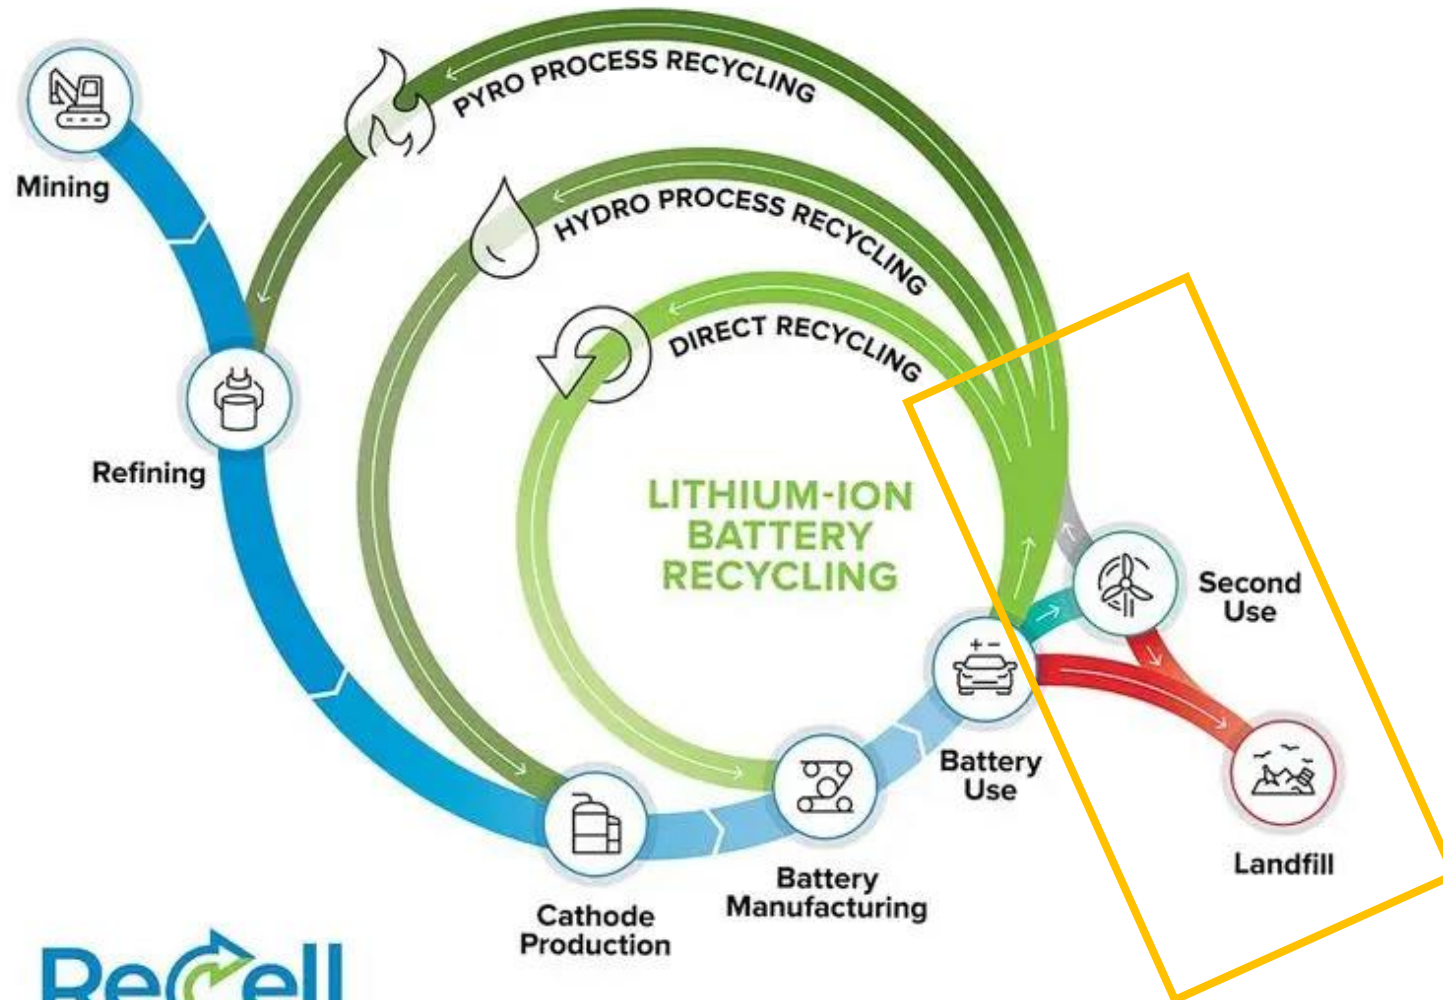 PYRO PROCESS RECYCLING
Mining
HYDRO PROCESS RECYCLING
DIRECT RECYCLING
Refining
LITHIUM-ION
BATTERY
RECYCLING
Second
Use
Battery
Use
Landfill
Battery
Manufacturing
Cathode
Production
ReCell